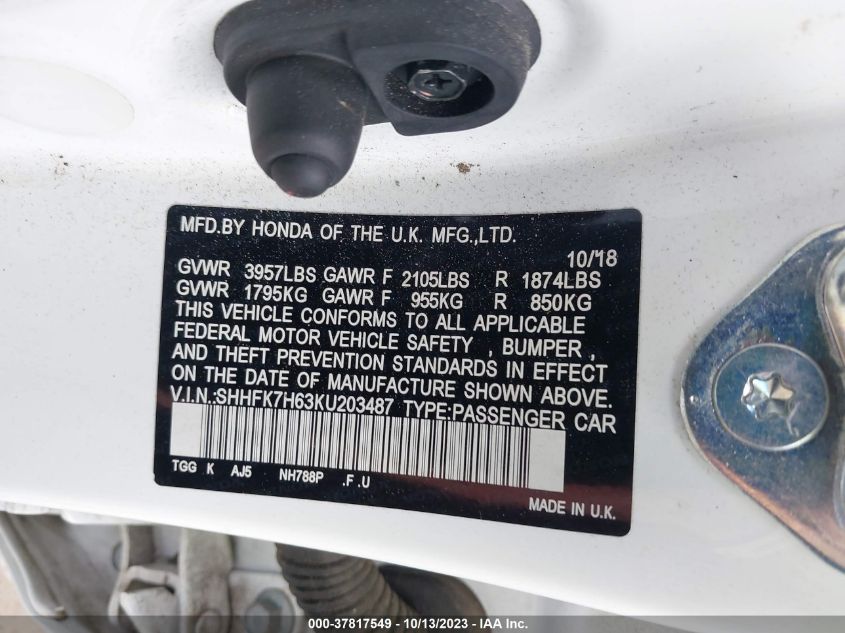 MFD.BY HONDA OF THE U.K. MFG.,LTD.
10/18
GVWR 3957LBS GAWR F 2105LBS R 1874LBS
GVWR 1795KG GAWR F 955KG R 850KG
THIS VEHICLE CONFORMS TO ALL APPLICABLE
FEDERAL MOTOR VEHICLE SAFETY , BUMPER ,
AND THEFT PREVENTION STANDARDS IN EFFECT
ON THE DATE OF MANUFACTURE SHOWN ABOVE.
V.I.N.:SHHFK7H63KU203487 TYPE:PASSENGER CAR
TGG K AJ5 NH788P .F .U
MADE IN U.K.
000-37817549 - 10/13/2023 - IAA Inc.